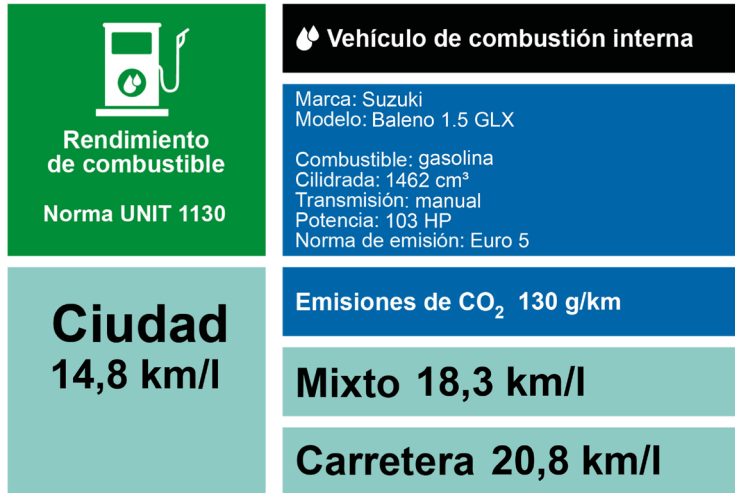 Rendimiento
de combustible
Norma UNIT 1130
Vehículo de combustión interna
Marca: Suzuki
Modelo: Baleno 1.5 GLX
Combustible: gasolina
Cilidrada: 1462 cm³
Transmisión: manual
Potencia: 103 HP
Norma de emisión: Euro 5
Ciudad
14,8 km/l
Emisiones de CO₂ 130 g/km
Mixto 18,3 km/l
Carretera 20,8 km/l